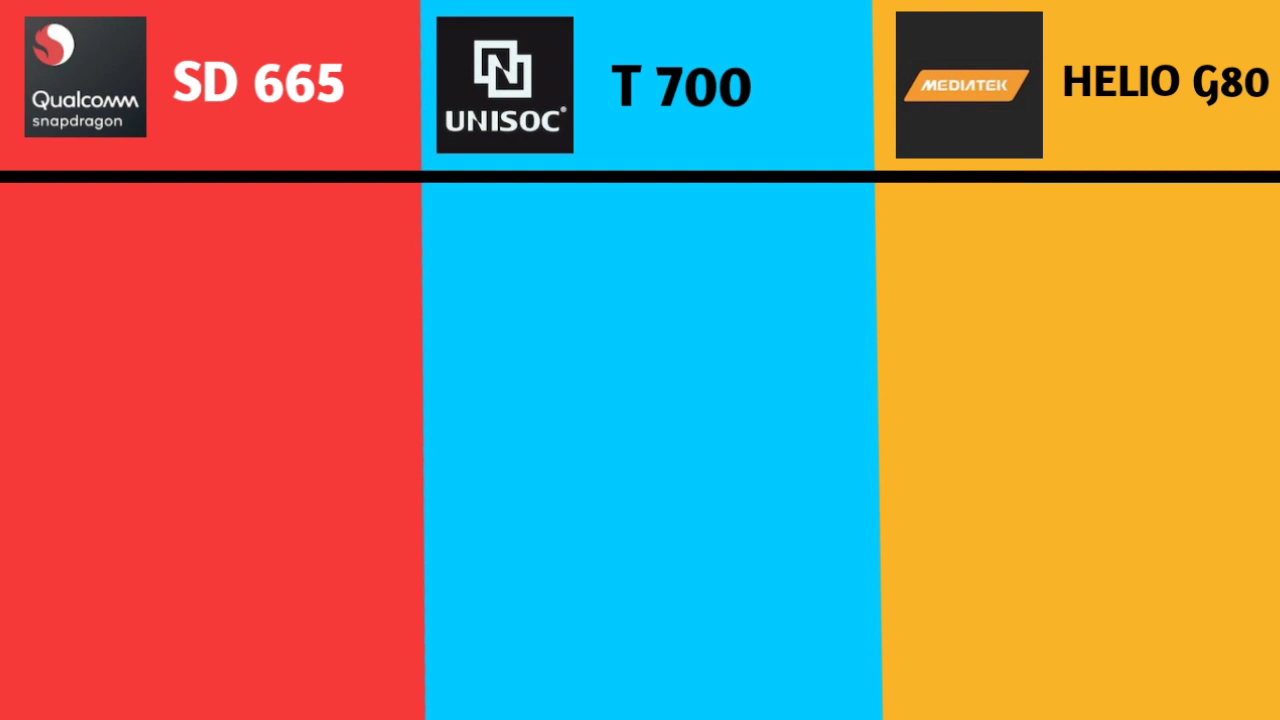 Qualcomm
snapdragon
SD 665
UNISOC®
T 700
MEDIATEK
HELIO G80